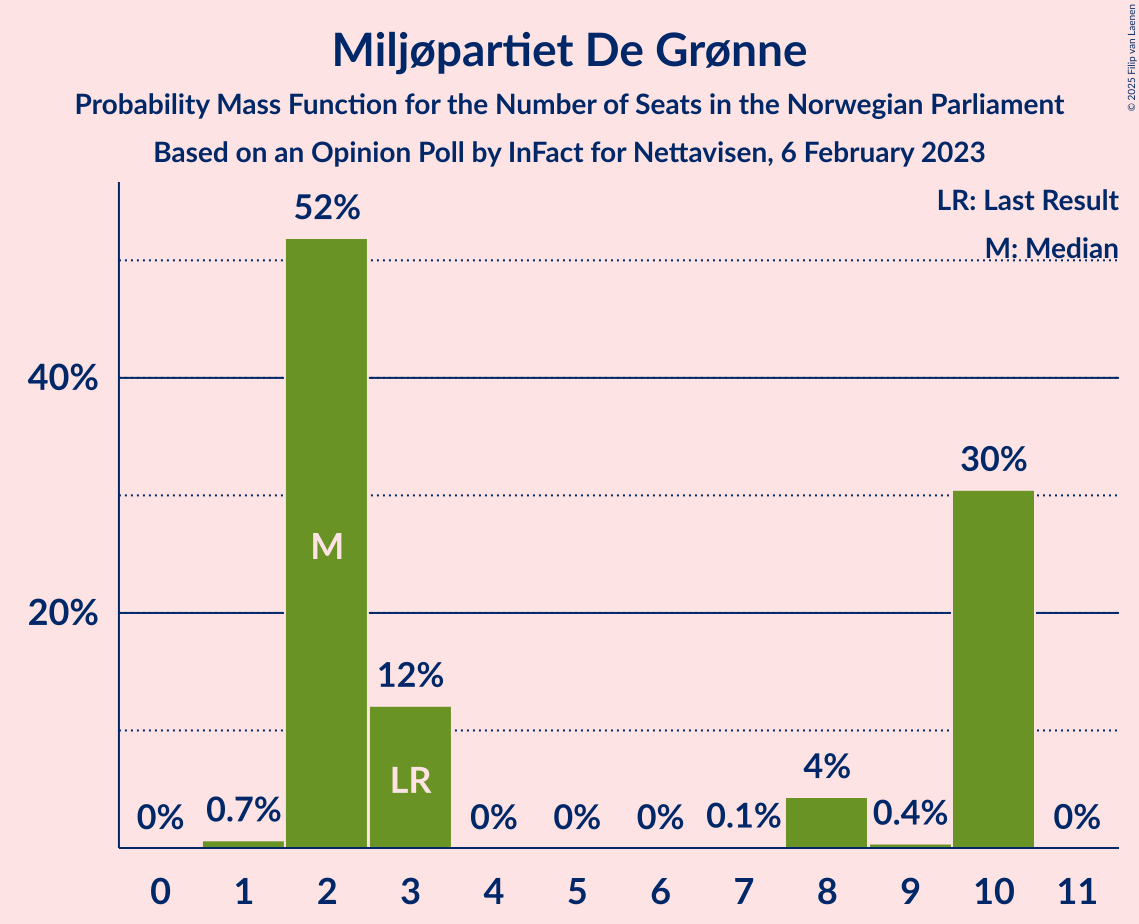 Miljøpartiet De Grønne
Probability Mass Function for the Number of Seats in the Norwegian Parliament
Based on an Opinion Poll by InFact for Nettavisen, 6 February 2023
© 2025 Filip van Laenen
LR: Last Result
M: Median
52%
40%
30%
M
20%
12%
LR
4%
0% 0.7% 0% 0% 0% 0.1% 0.4% 0%
0 1 2 3 4 5 6 7 8 9 10 11